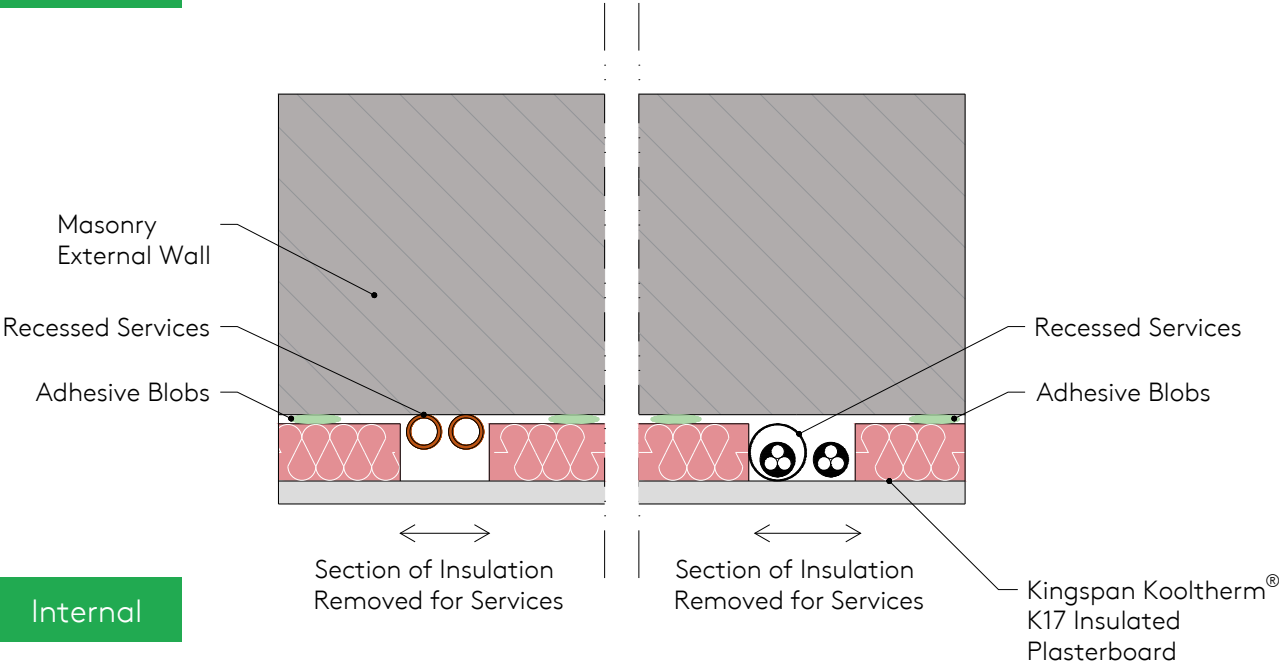 Masonry
External Wall
Recessed Services
Adhesive Blobs
Recessed Services
Adhesive Blobs
Section of Insulation
Removed for Services
Section of Insulation
Removed for Services
Kingspan Kooltherm®
K17 Insulated
Plasterboard
Internal